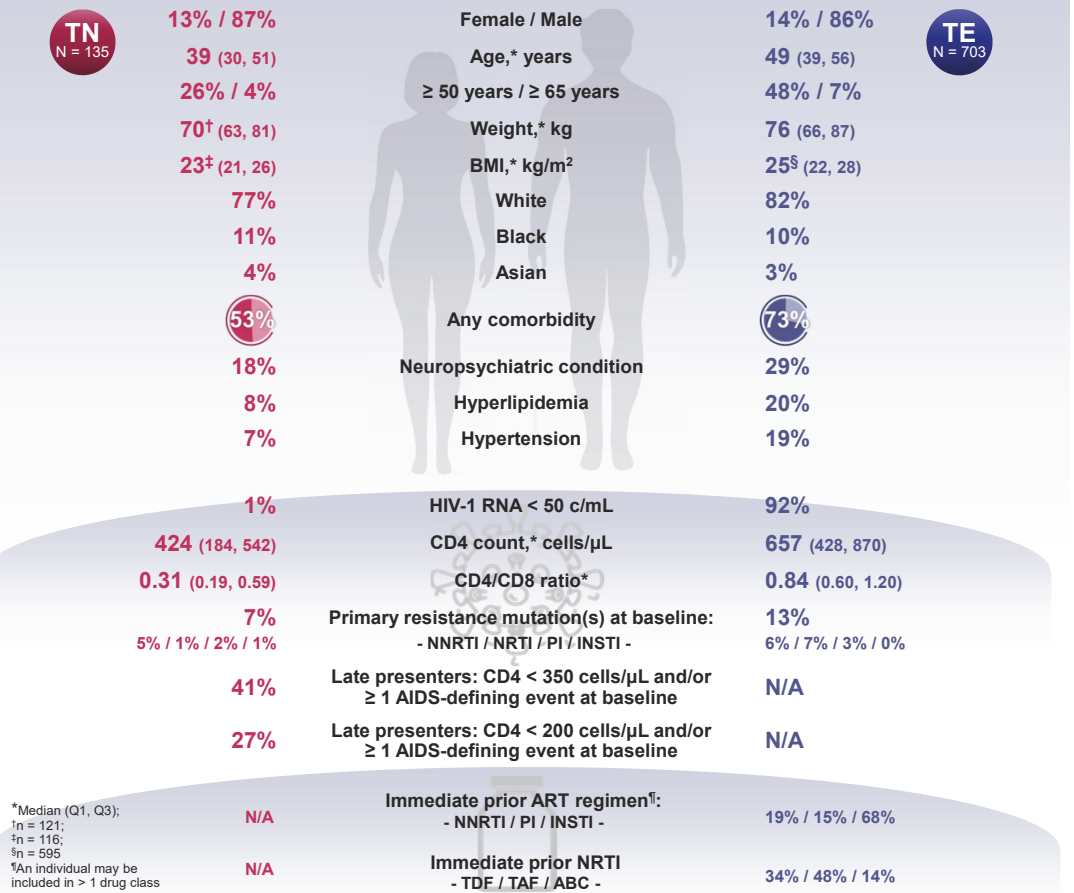 TN
N = 135
TE
N = 703
13% / 87% Female / Male 14% / 86%
39 (30, 51) Age,* years 49 (39, 56)
26% / 4% ≥ 50 years / ≥ 65 years 48% / 7%
70† (63, 81) Weight,* kg 76 (66, 87)
23‡ (21, 26) BMI,* kg/m² 25§ (22, 28)
77% White 82%
11% Black 10%
4% Asian 3%
53% Any comorbidity 73%
18% Neuropsychiatric condition 29%
8% Hyperlipidemia 20%
7% Hypertension 19%
1% HIV-1 RNA < 50 c/mL 92%
424 (184, 542) CD4 count,* cells/μL 657 (428, 870)
0.31 (0.19, 0.59) CD4/CD8 ratio* 0.84 (0.60, 1.20)
7% Primary resistance mutation(s) at baseline: 13%
5% / 1% / 2% / 1% - NNRTI / NRTI / PI / INSTI - 6% / 7% / 3% / 0%
41% Late presenters: CD4 < 350 cells/μL and/or N/A
≥ 1 AIDS-defining event at baseline
27% Late presenters: CD4 < 200 cells/μL and/or N/A
≥ 1 AIDS-defining event at baseline
N/A Immediate prior ART regimen¶: 19% / 15% / 68%
- NNRTI / PI / INSTI -
N/A Immediate prior NRTI 34% / 48% / 14%
- TDF / TAF / ABC -
*Median (Q1, Q3);
†n = 121;
‡n = 116;
§n = 595
¶An individual may be
included in > 1 drug class